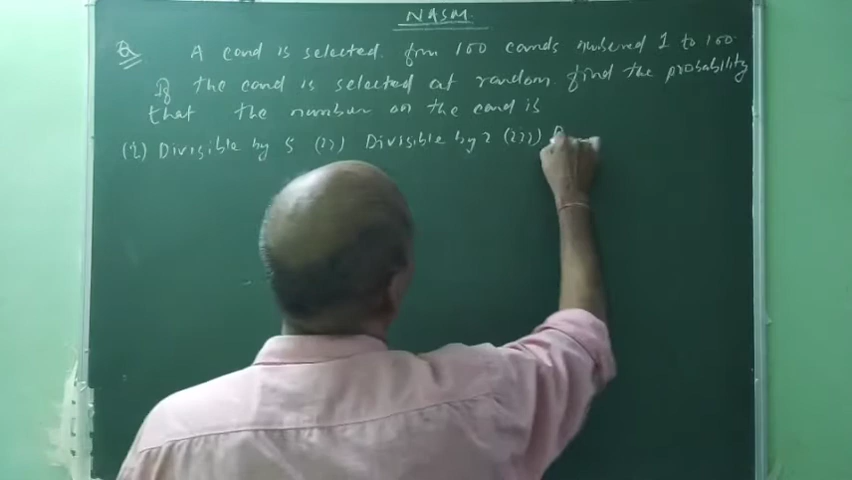 NASM
Q A card is selected from 100 cards numbered 1 to 100.
If the card is selected at random. find the probability
that the number on the card is
(i) Divisible by 5 (ii) Divisible by 2 (iii)